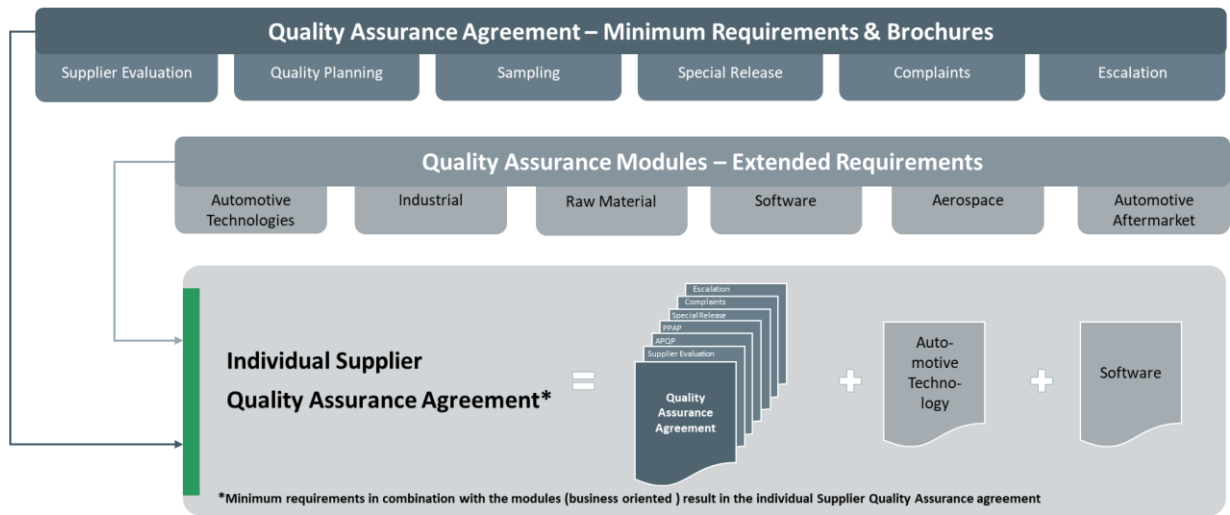 Quality Assurance Agreement – Minimum Requirements & Brochures
Supplier Evaluation
Quality Planning
Sampling
Special Release
Complaints
Escalation
Quality Assurance Modules – Extended Requirements
Automotive
Technologies
Industrial
Raw Material
Software
Aerospace
Automotive
Aftermarket
Individual Supplier
Quality Assurance Agreement*
=
Escalation
Complaints
Special Release
PPAP
APQP
Supplier Evaluation
Quality
Assurance
Agreement
+
Auto-
motive
Techno-
logy
+
Software
*Minimum requirements in combination with the modules (business oriented ) result in the individual Supplier Quality Assurance agreement